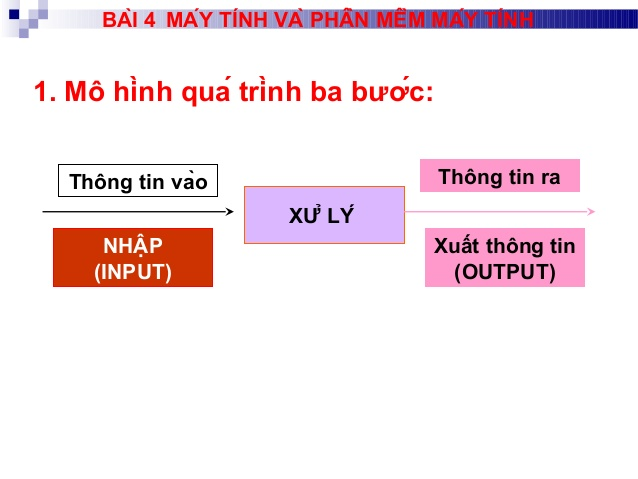 BÀI 4 MÁY TÍNH VÀ PHẦN MỀM MÁY TÍNH
1. Mô hình quá trình ba bước:
Thông tin vào
Thông tin ra
XỬ LÝ
NHẬP
(INPUT)
Xuất thông tin
(OUTPUT)